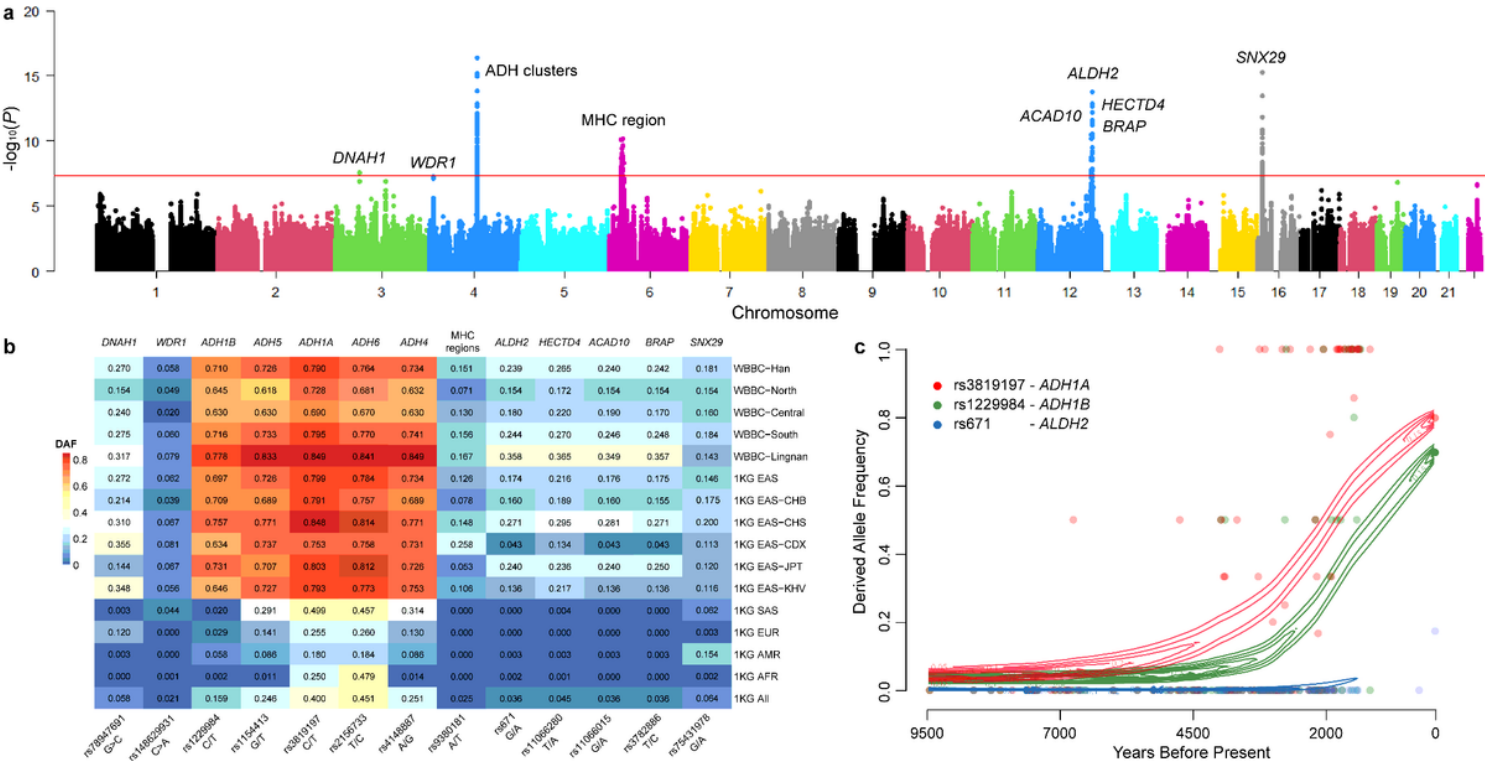 a
20
15
10
5
0
-log₁₀(P)
DNAH1
WDR1
ADH clusters
MHC region
ALDH2
ACAD10
HECTD4
BRAP
SNX29
1 2 3 4 5 6 7 8 9 10 11 12 13 14 15 16 17 18 19 20 21
Chromosome
b
DNAH1 WDR1 ADH1B ADH5 ADH1A ADH6 ADH4 MHC regions ALDH2 HECTD4 ACAD10 BRAP SNX29
0.270 0.058 0.710 0.726 0.790 0.764 0.734 0.151 0.239 0.265 0.240 0.242 0.181 WBBC−Han
0.154 0.049 0.645 0.618 0.728 0.681 0.632 0.071 0.154 0.172 0.154 0.154 0.154 WBBC−North
0.240 0.020 0.630 0.630 0.690 0.670 0.630 0.130 0.180 0.220 0.190 0.170 0.160 WBBC−Central
0.275 0.060 0.716 0.733 0.795 0.770 0.741 0.156 0.244 0.270 0.246 0.248 0.184 WBBC−South
0.317 0.079 0.778 0.833 0.849 0.841 0.849 0.167 0.358 0.365 0.349 0.357 0.143 WBBC−Lingnan
0.272 0.062 0.697 0.726 0.799 0.784 0.734 0.126 0.174 0.216 0.176 0.175 0.146 1KG EAS
0.214 0.039 0.709 0.689 0.791 0.757 0.689 0.078 0.160 0.189 0.160 0.155 0.175 1KG EAS−CHB
0.310 0.067 0.757 0.771 0.848 0.814 0.771 0.148 0.271 0.295 0.281 0.271 0.200 1KG EAS−CHS
0.355 0.081 0.634 0.737 0.753 0.758 0.731 0.258 0.043 0.134 0.043 0.043 0.113 1KG EAS−CDX
0.144 0.067 0.731 0.707 0.803 0.812 0.726 0.053 0.240 0.236 0.240 0.250 0.120 1KG EAS−JPT
0.348 0.056 0.646 0.727 0.793 0.773 0.753 0.106 0.136 0.217 0.136 0.136 0.116 1KG EAS−KHV
0.003 0.044 0.020 0.291 0.499 0.457 0.314 0.000 0.000 0.004 0.000 0.000 0.062 1KG SAS
0.120 0.000 0.029 0.141 0.255 0.260 0.130 0.000 0.000 0.000 0.000 0.000 0.003 1KG EUR
0.003 0.000 0.058 0.086 0.180 0.184 0.086 0.000 0.003 0.003 0.003 0.003 0.154 1KG AMR
0.000 0.001 0.002 0.011 0.250 0.479 0.014 0.000 0.002 0.001 0.000 0.000 0.002 1KG AFR
0.058 0.021 0.159 0.246 0.400 0.451 0.251 0.025 0.036 0.045 0.036 0.036 0.064 1KG All
DAF
0.8
0.6
0.4
0.2
0
rs78947691 G>C
rs148629931 C>A
rs1229984 C/T
rs1154413 G/T
rs3819197 C/T
rs2156733 T/C
rs4148887 A/G
rs9380181 A/T
rs671 G/A
rs11066280 T/A
rs11066015 G/A
rs3782886 T/C
rs75431978 G/A
c
rs3819197 - ADH1A
rs1229984 - ADH1B
rs671 - ALDH2
Derived Allele Frequency
1.0
0.8
0.6
0.4
0.2
0.0
9500 7000 4500 2000 0
Years Before Present